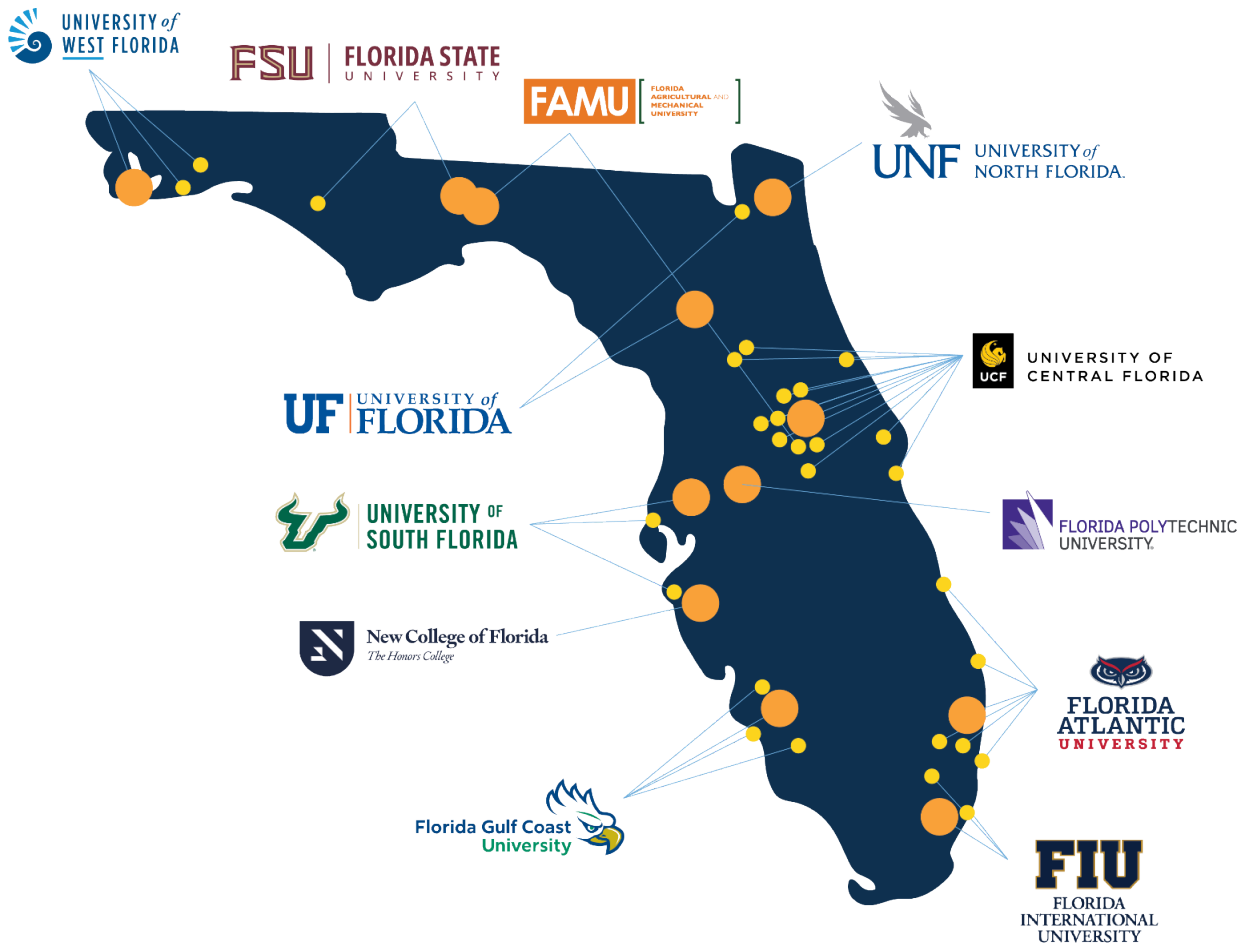 UNIVERSITY of
WEST FLORIDA
FSU
FLORIDA STATE
UNIVERSITY
FAMU
FLORIDA
AGRICULTURAL AND
MECHANICAL
UNIVERSITY
UNF
UNIVERSITY of
NORTH FLORIDA.
UCF
UNIVERSITY OF
CENTRAL FLORIDA
UF
UNIVERSITY of
FLORIDA
UNIVERSITY OF
SOUTH FLORIDA
FLORIDA POLYTECHNIC
UNIVERSITY
New College of Florida
The Honors College
FLORIDA
ATLANTIC
UNIVERSITY
Florida Gulf Coast
University
FIU
FLORIDA
INTERNATIONAL
UNIVERSITY